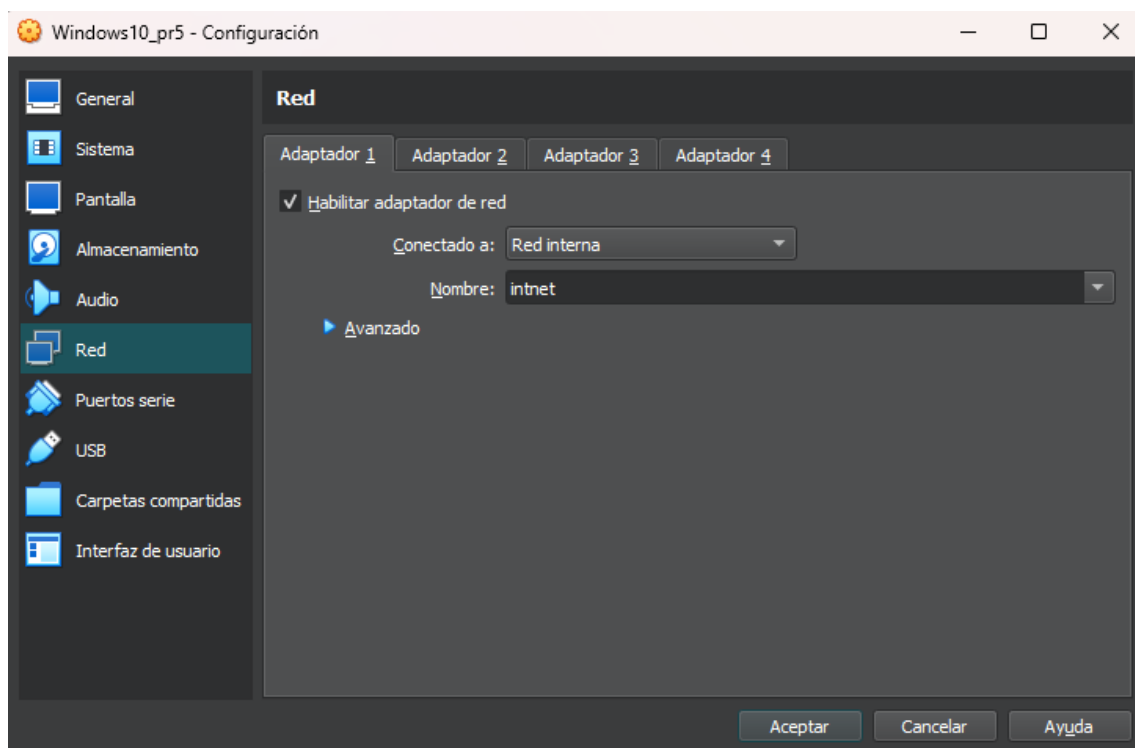 Windows10_pr5 - Configuración
General
Sistema
Pantalla
Almacenamiento
Audio
Red
Puertos serie
USB
Carpetas compartidas
Interfaz de usuario
Red
Adaptador 1 Adaptador 2 Adaptador 3 Adaptador 4
Habilitar adaptador de red
Conectado a: Red interna
Nombre: intnet
Avanzado
Aceptar Cancelar Ayuda